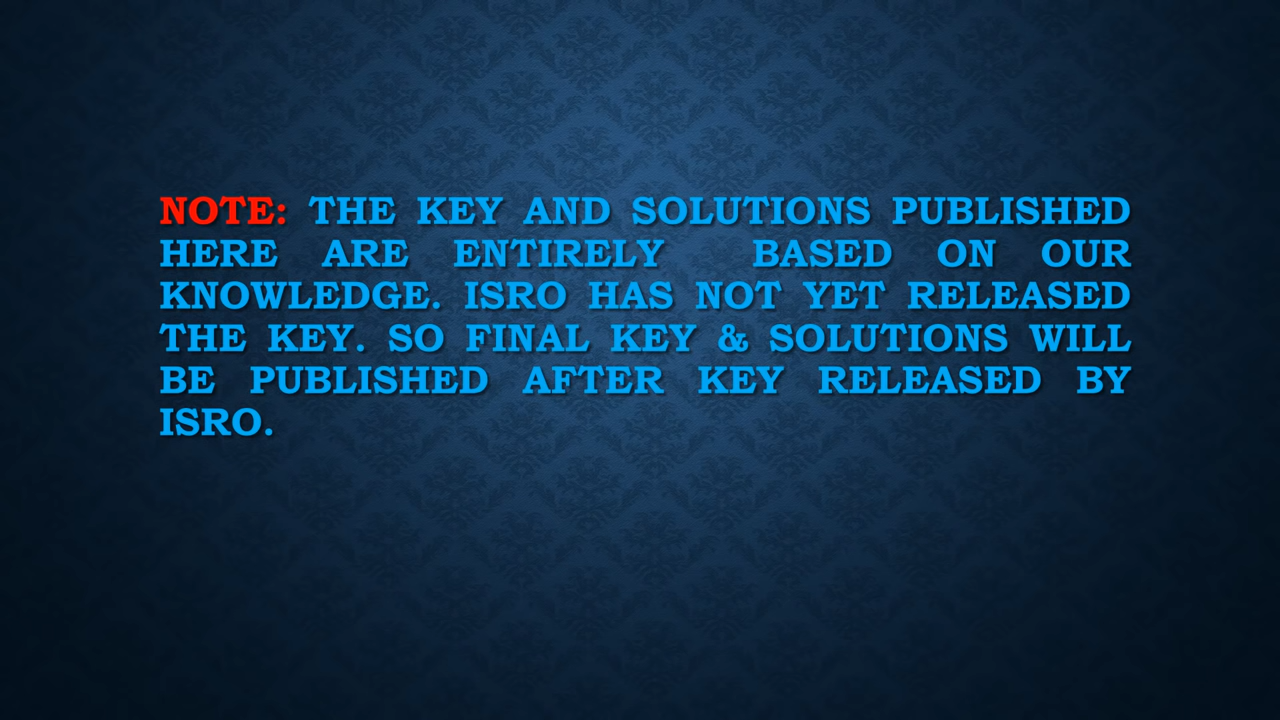 NOTE: THE KEY AND SOLUTIONS PUBLISHED
HERE ARE ENTIRELY BASED ON OUR
KNOWLEDGE. ISRO HAS NOT YET RELEASED
THE KEY. SO FINAL KEY & SOLUTIONS WILL
BE PUBLISHED AFTER KEY RELEASED BY
ISRO.